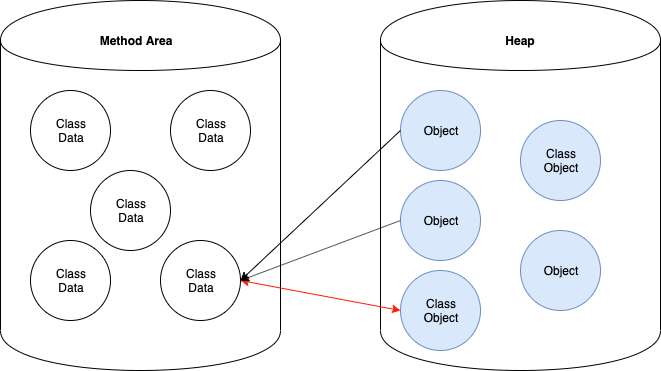 Method Area
Heap
Class
Data
Class
Data
Class
Data
Class
Data
Class
Data
Object
Class
Object
Object
Object
Class
Object